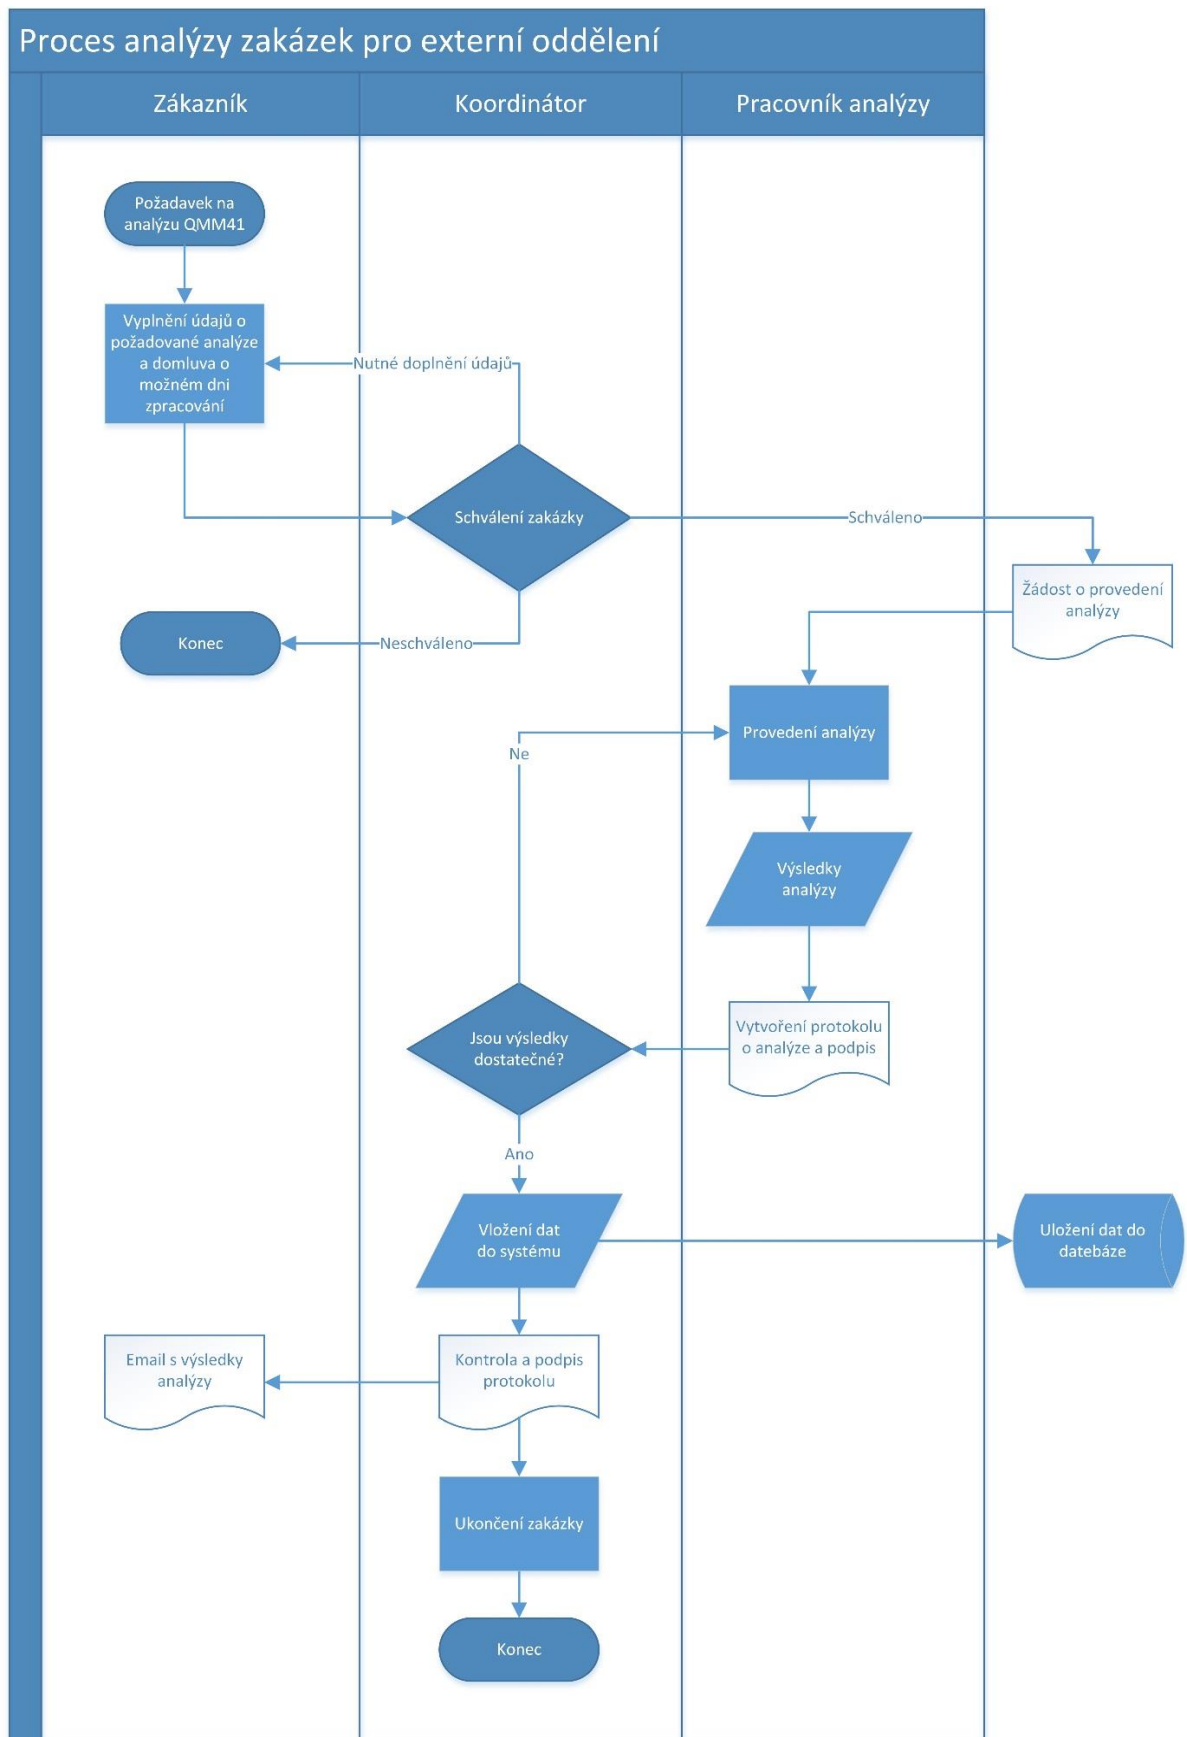 Proces analýzy zakázek pro externí oddělení
Zákazník
Koordinátor
Pracovník analýzy
Požadavek na
analýzu QMM41
Vyplnění údajů o
požadované analýze
a domluva o
možném dni
zpracování
Nutné doplnění údajů
Schválení zakázky
Schváleno
Žádost o provedení
analýzy
Neschváleno
Konec
Provedení analýzy
Ne
Výsledky
analýzy
Vytvoření protokolu
o analýze a podpis
Jsou výsledky
dostatečné?
Ano
Vložení dat
do systému
Uložení dat do
datebáze
Kontrola a podpis
protokolu
Email s výsledky
analýzy
Ukončení zakázky
Konec